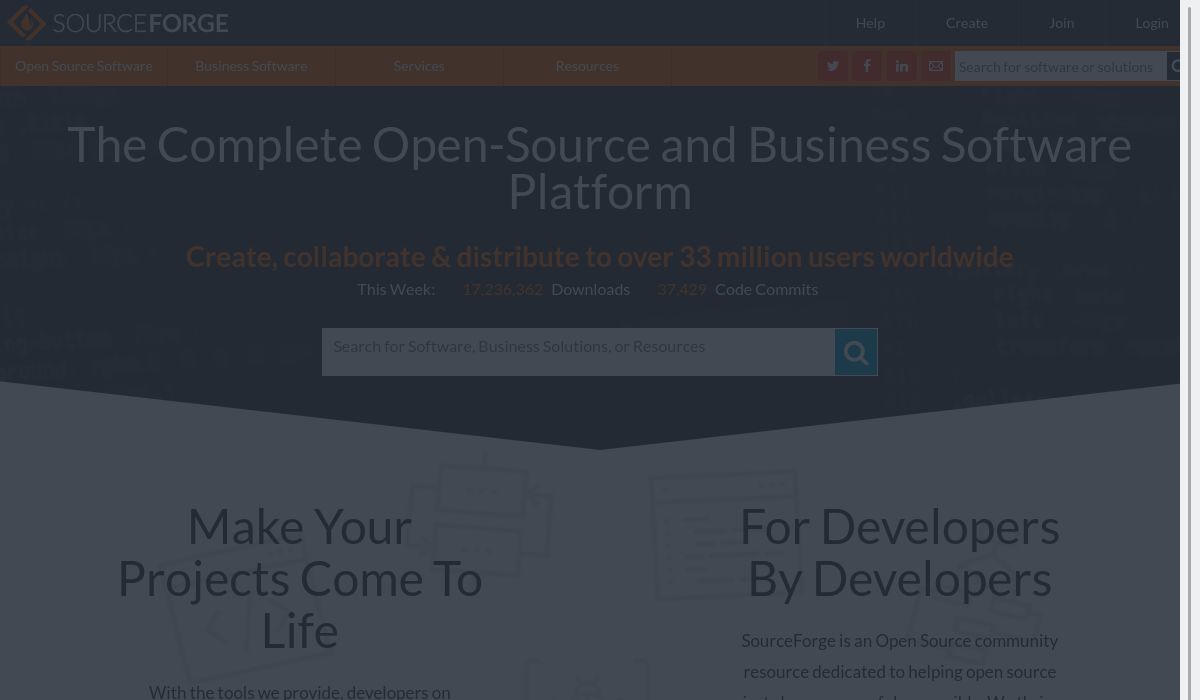 SOURCEFORGE
Help Create Join Login
Open Source Software Business Software Services Resources
Search for software or solutions
The Complete Open-Source and Business Software
Platform
Create, collaborate & distribute to over 33 million users worldwide
This Week: 17,236,362 Downloads 37,429 Code Commits
Search for Software, Business Solutions, or Resources
Make Your
Projects Come To
Life
With the tools we provide, developers on
For Developers
By Developers
SourceForge is an Open Source community
resource dedicated to helping open source